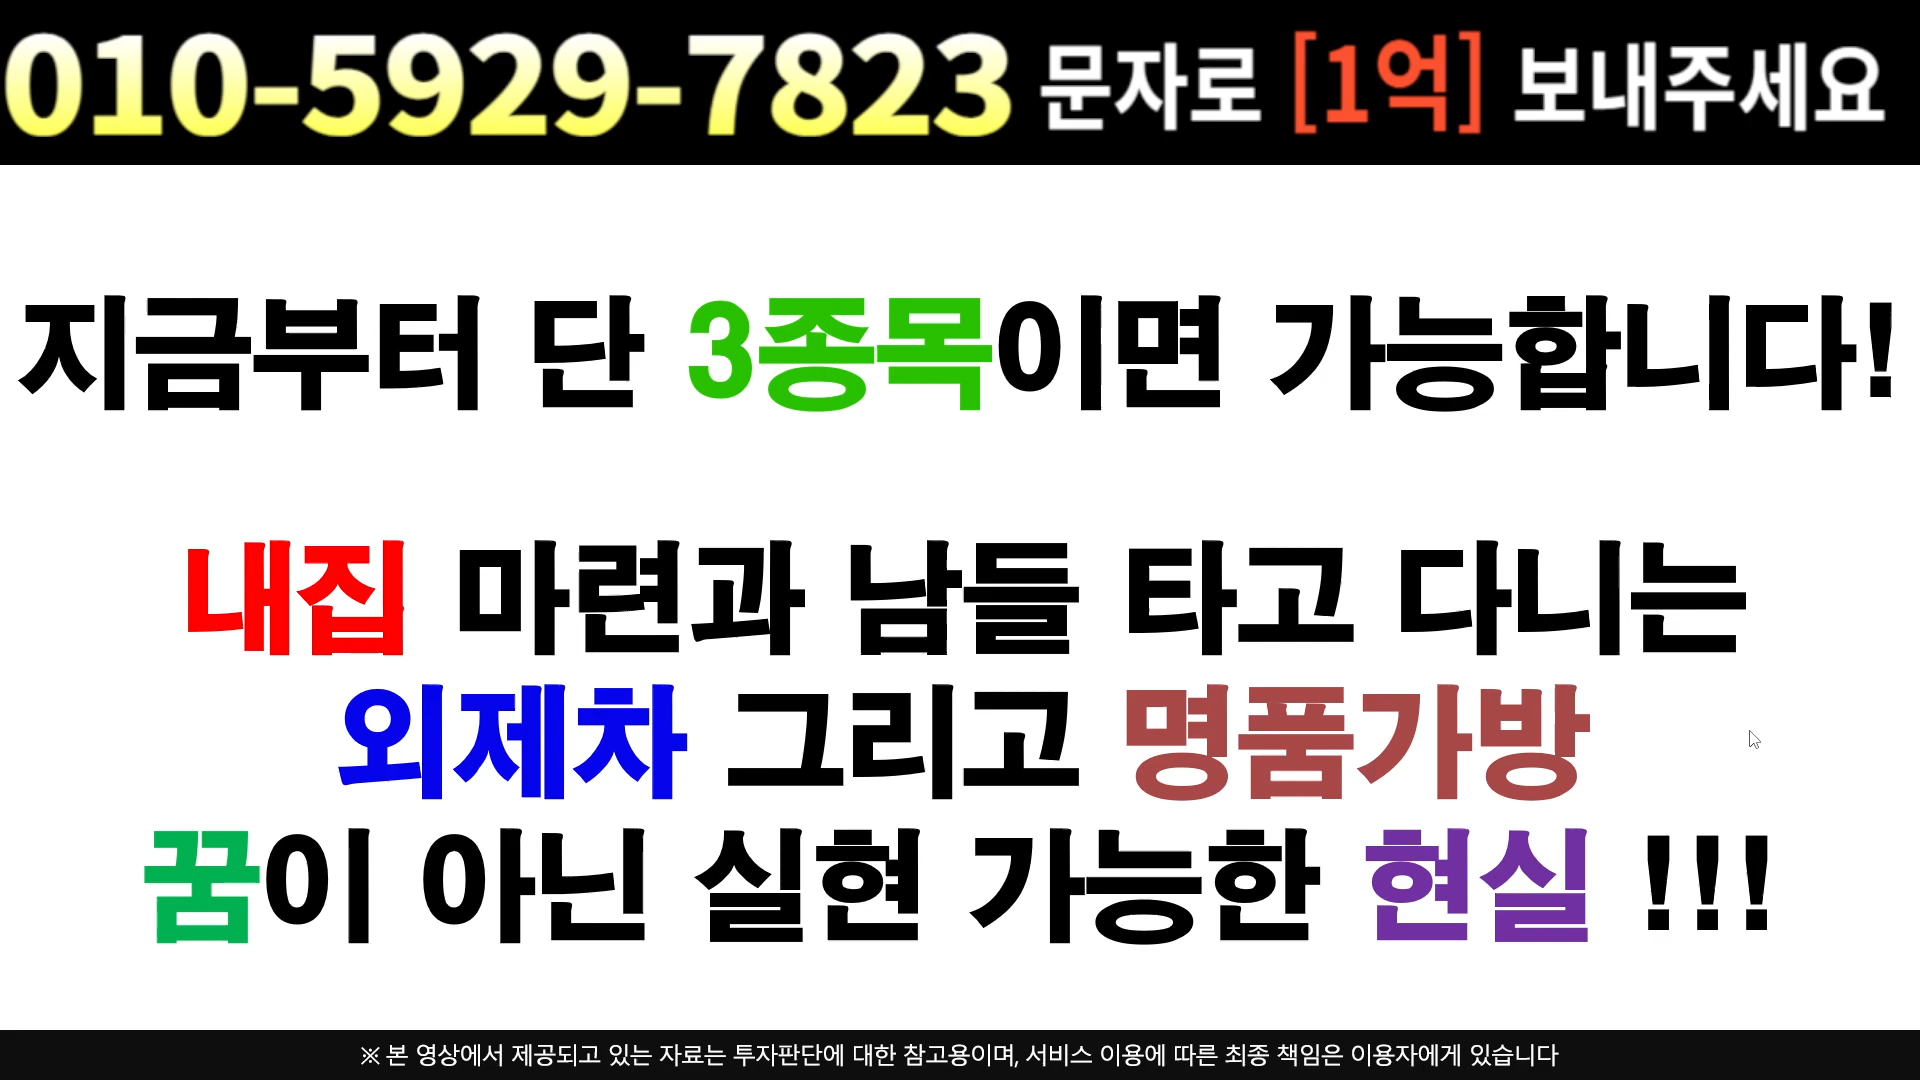 010-5929-7823 문자로 [1억] 보내주세요
지금부터 단 3종목이면 가능합니다!
내집 마련과 남들 타고 다니는
외제차 그리고 명품가방
꿈이 아닌 실현 가능한 현실 !!!
※ 본 영상에서 제공되고 있는 자료는 투자판단에 대한 참고용이며, 서비스 이용에 따른 최종 책임은 이용자에게 있습니다